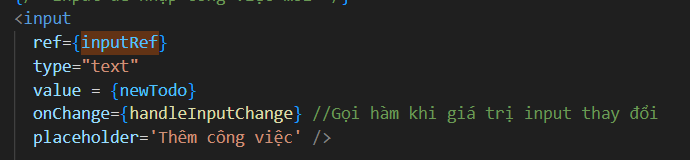 <input
ref={inputRef}
type="text"
value = {newTodo}
onChange={handleInputChange} //Gọi hàm khi giá trị input thay đổi
placeholder='Thêm công việc' />